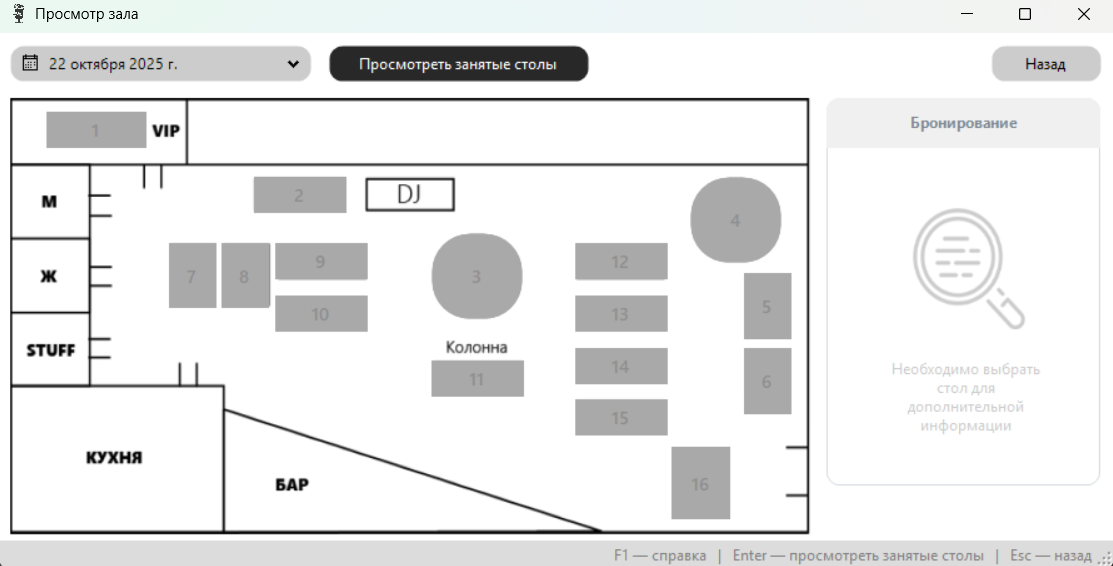 Просмотр зала
22 октября 2025 г.
Просмотреть занятые столы
Назад
1
VIP
Бронирование
М
2
DJ
4
Ж
7
8
9
3
12
5
10
13
STUFF
Колонна
11
14
6
15
КУХНЯ
БАР
16
Необходимо выбрать
стол для
дополнительной
информации
F1 — справка | Enter — просмотреть занятые столы | Esc — назад